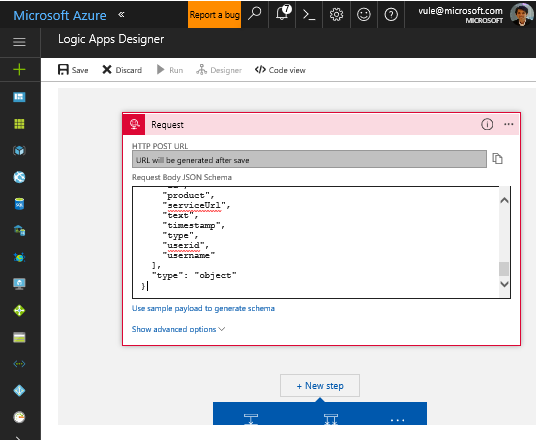 Microsoft Azure «
Report a bug
7
vule@microsoft.com
MICROSOFT
Logic Apps Designer
Save
Discard
Run
Designer
Code view
Request
HTTP POST URL
URL will be generated after save
Request Body JSON Schema
"product",
"serviceUrl",
"text",
"timestamp",
"type",
"userid",
"username"
],
"type": "object"
}
Use sample payload to generate schema
Show advanced options
+ New step